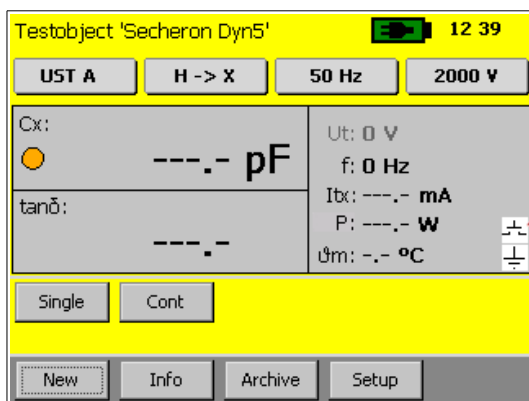 Testobject 'Secheron Dyn5' 12 39
UST A H -> X 50 Hz 2000 V
Cx:
---.- pF
tanδ:
---.-
Ut: 0 V
f: 0 Hz
Itx: ---.- mA
P: ---.- W
ϑm: -.- ºC
Single Cont
New Info Archive Setup